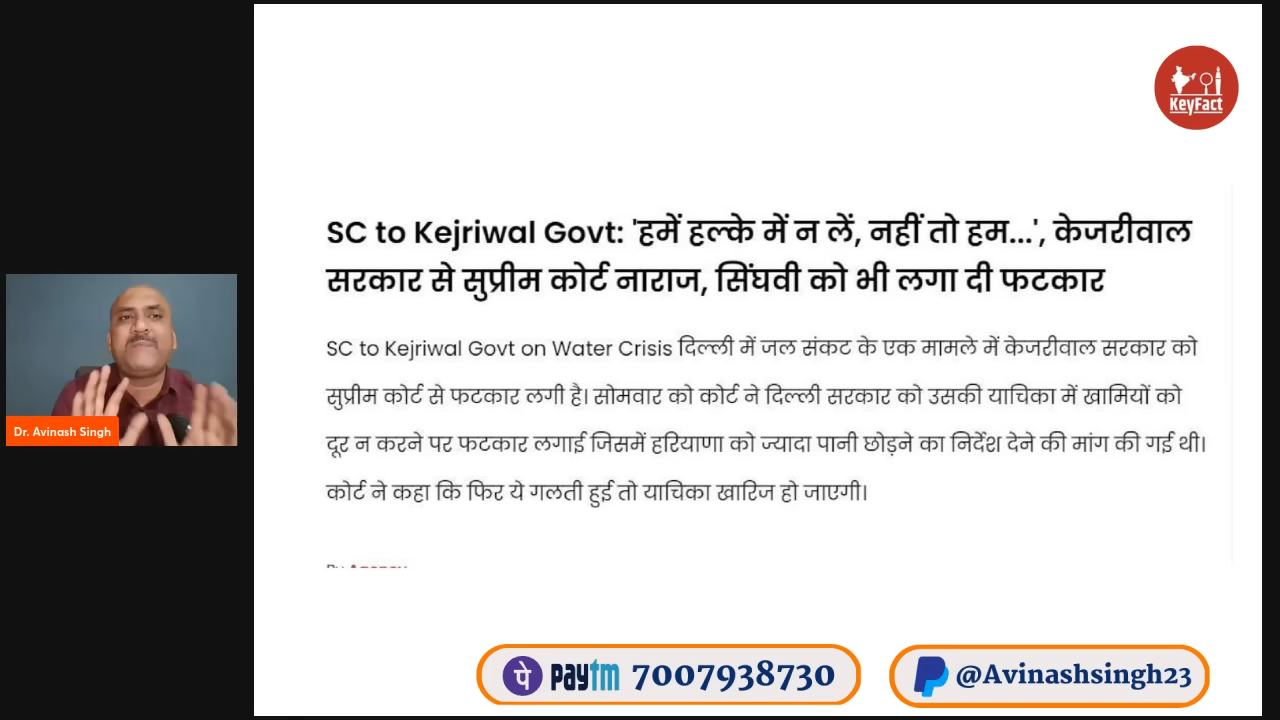 KeyFact
SC to Kejriwal Govt: 'हमें हल्के में न लें, नहीं तो हम...', केजरीवाल
सरकार से सुप्रीम कोर्ट नाराज, सिंघवी को भी लगा दी फटकार
SC to Kejriwal Govt on Water Crisis दिल्ली में जल संकट के एक मामले में केजरीवाल सरकार को
सुप्रीम कोर्ट से फटकार लगी है। सोमवार को कोर्ट ने दिल्ली सरकार को उसकी याचिका में खामियों को
दूर न करने पर फटकार लगाई जिसमें हरियाणा को ज्यादा पानी छोड़ने का निर्देश देने की मांग की गई थी।
कोर्ट ने कहा कि फिर ये गलती हुई तो याचिका खारिज हो जाएगी।
Dr. Avinash Singh
पे paytm 7007938730
@Avinashsingh23